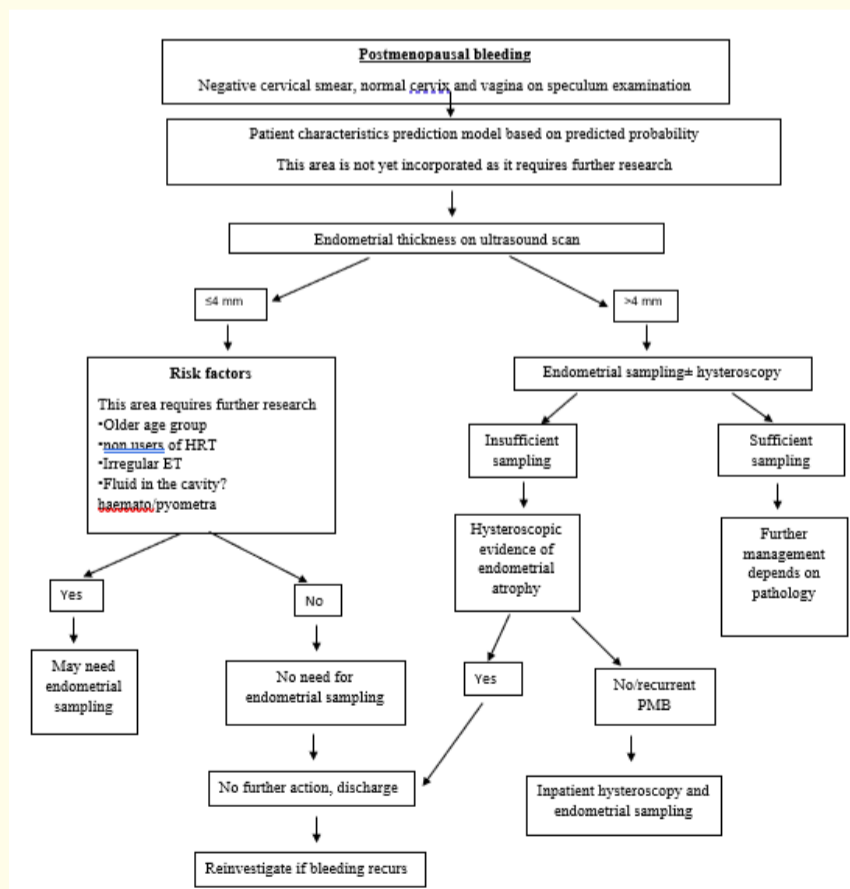 Postmenopausal bleeding
Negative cervical smear, normal cervix and vagina on speculum examination
Patient characteristics prediction model based on predicted probability
This area is not yet incorporated as it requires further research
Endometrial thickness on ultrasound scan
≤4 mm
>4 mm
Risk factors
This area requires further research
•Older age group
•non users of HRT
•Irregular ET
•Fluid in the cavity?
haemato/pyometra
Endometrial sampling± hysteroscopy
Insufficient
sampling
Sufficient
sampling
Hysteroscopic
evidence of
endometrial
atrophy
Further
management
depends on
pathology
Yes
No
May need
endometrial
sampling
No need for
endometrial sampling
Yes
No/recurrent
PMB
No further action, discharge
Inpatient hysteroscopy and
endometrial sampling
Reinvestigate if bleeding recurs